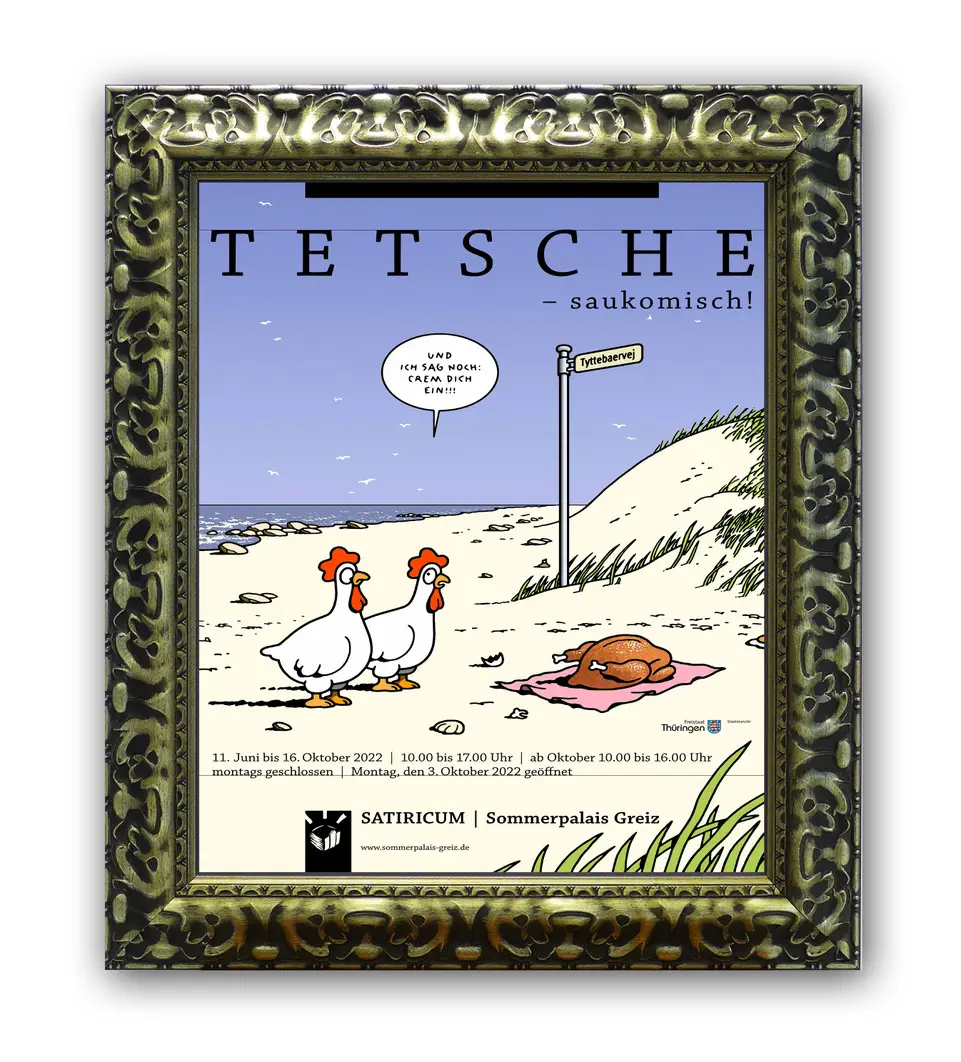 TETSCHE
– saukomisch!
UND
ICH SAG NOCH:
CREM DICH
EIN!!!
Tyttebaervej
Freistaat
Thüringen
Staatskanzlei
11. Juni bis 16. Oktober 2022 | 10.00 bis 17.00 Uhr | ab Oktober 10.00 bis 16.00 Uhr
montags geschlossen | Montag, den 3. Oktober 2022 geöffnet
SATIRICUM | Sommerpalais Greiz
www.sommerpalais-greiz.de